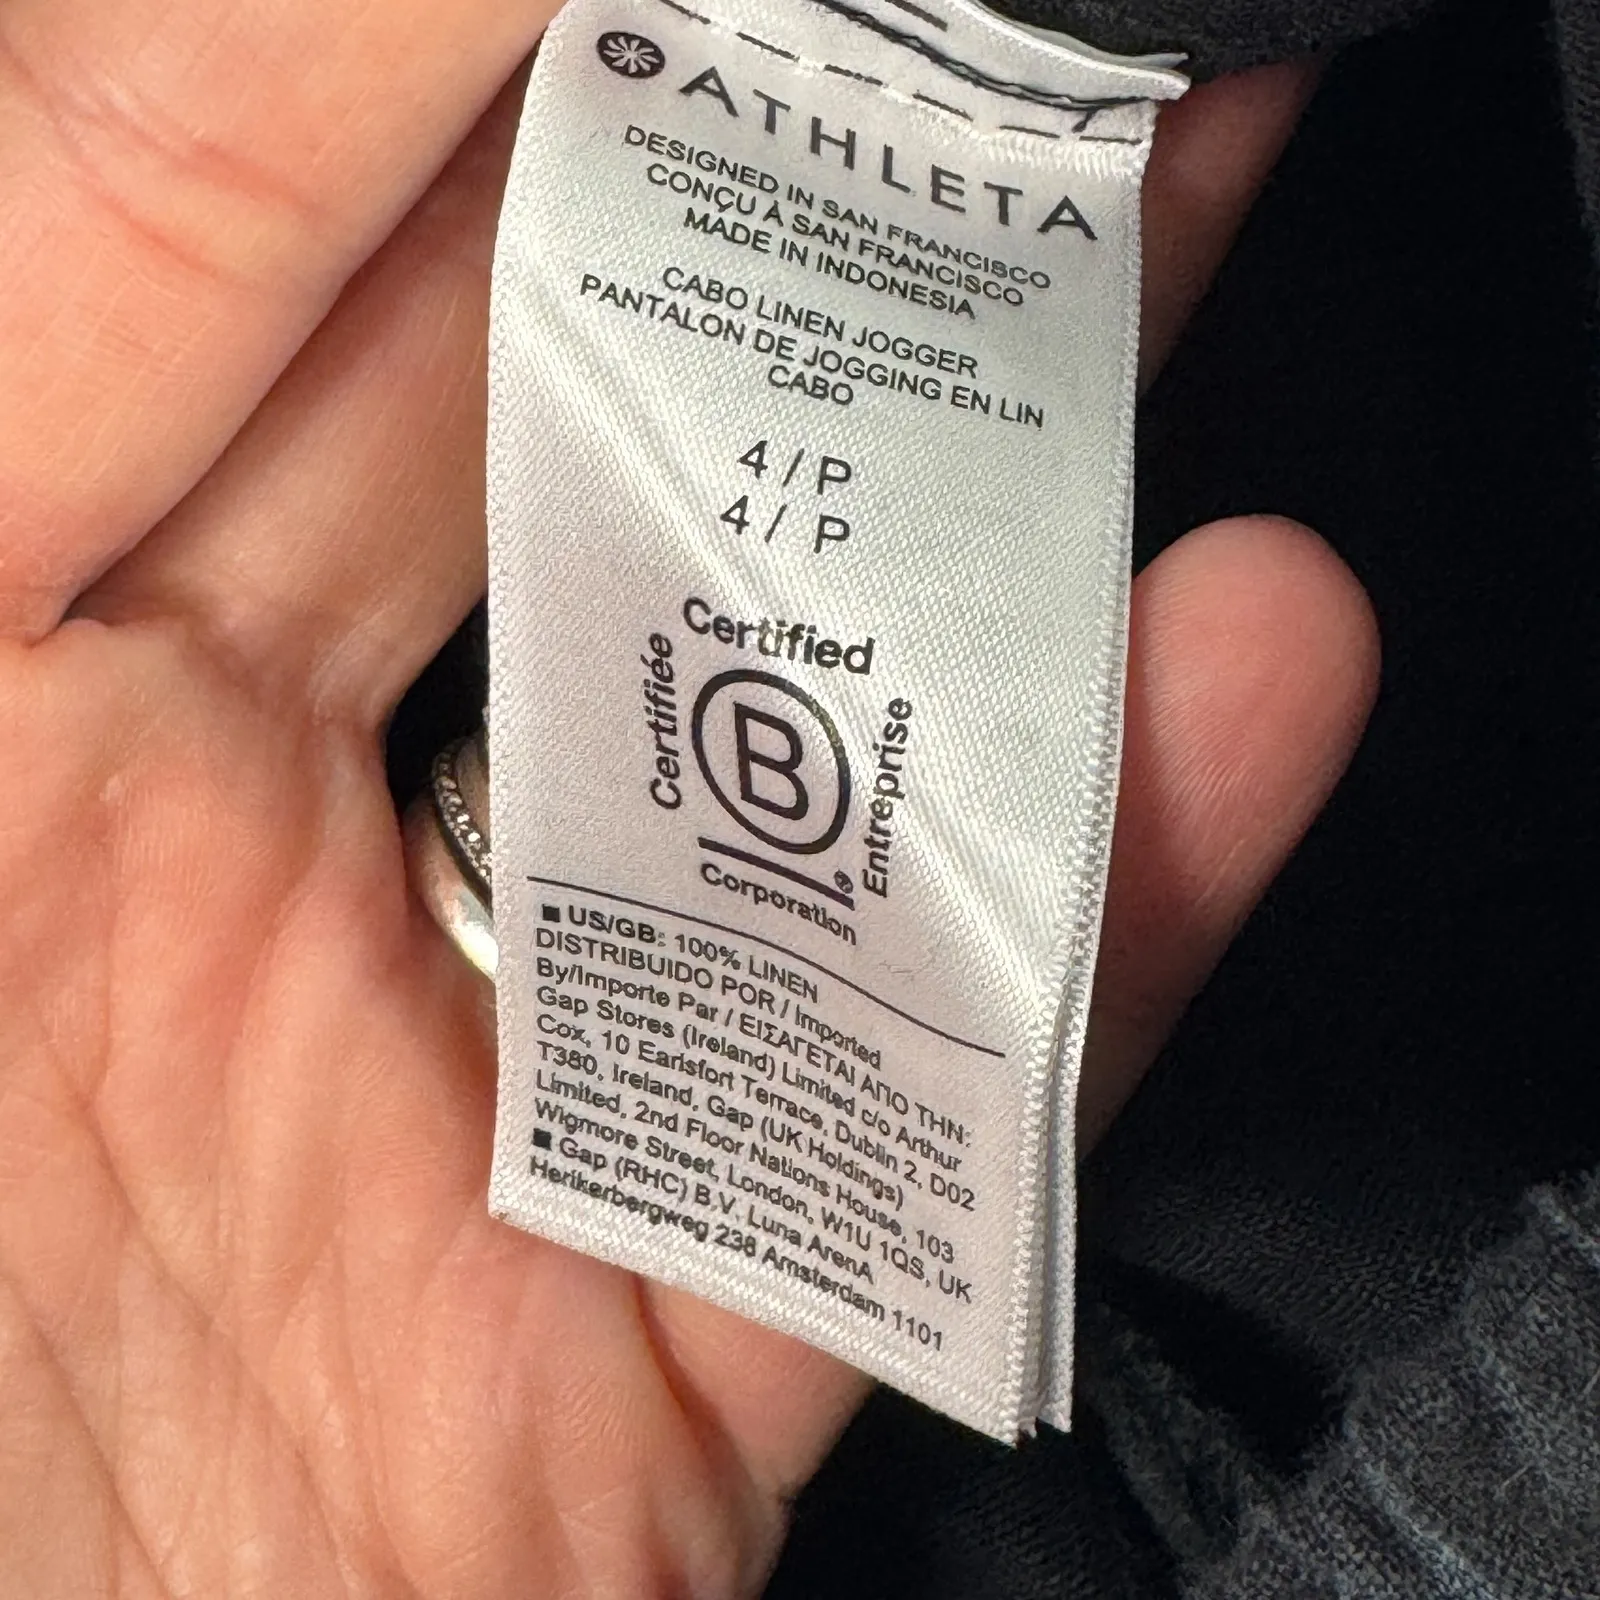 ATHLETA
DESIGNED IN SAN FRANCISCO
CONÇU À SAN FRANCISCO
MADE IN INDONESIA
CABO LINEN JOGGER
PANTALON DE JOGGING EN LIN
CABO
4 / P
4 / P
Certified
Certifiée
B
Entreprise
®
Corporation
■ US/GB: 100% LINEN
DISTRIBUIDO POR / Imported
By/Importe Par / ΕΙΣΑΓΕΤΑΙ ΑΠΟ ΤΗΝ:
Gap Stores (Ireland) Limited c/o Arthur
Cox, 10 Earlsfort Terrace, Dublin 2, D02
T380, Ireland, Gap (UK Holdings)
Limited, 2nd Floor Nations House, 103
Wigmore Street, London, W1U 1QS, UK
■ Gap (RHC) B.V. Luna ArenA
Herikerbergweg 238 Amsterdam 1101